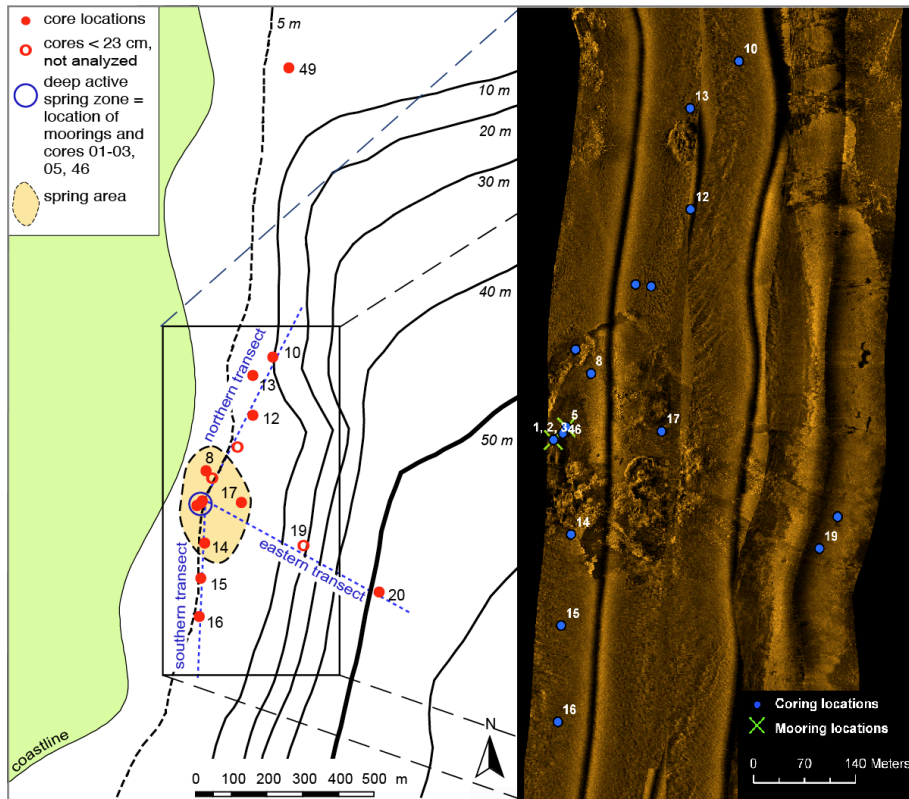 core locations
cores < 23 cm,
not analyzed
deep active
spring zone =
location of
moorings and
cores 01-03,
05, 46
spring area
5 m
49
10 m
20 m
30 m
40 m
50 m
northern transect
10
13
12
8
17
14
19
eastern transect
15
20
16
southern transect
coastline
N
0 100 200 300 400 500 m
10
13
12
8
5
1, 2, 3
46
17
14
19
15
16
Coring locations
Mooring locations
0 70 140 Meters